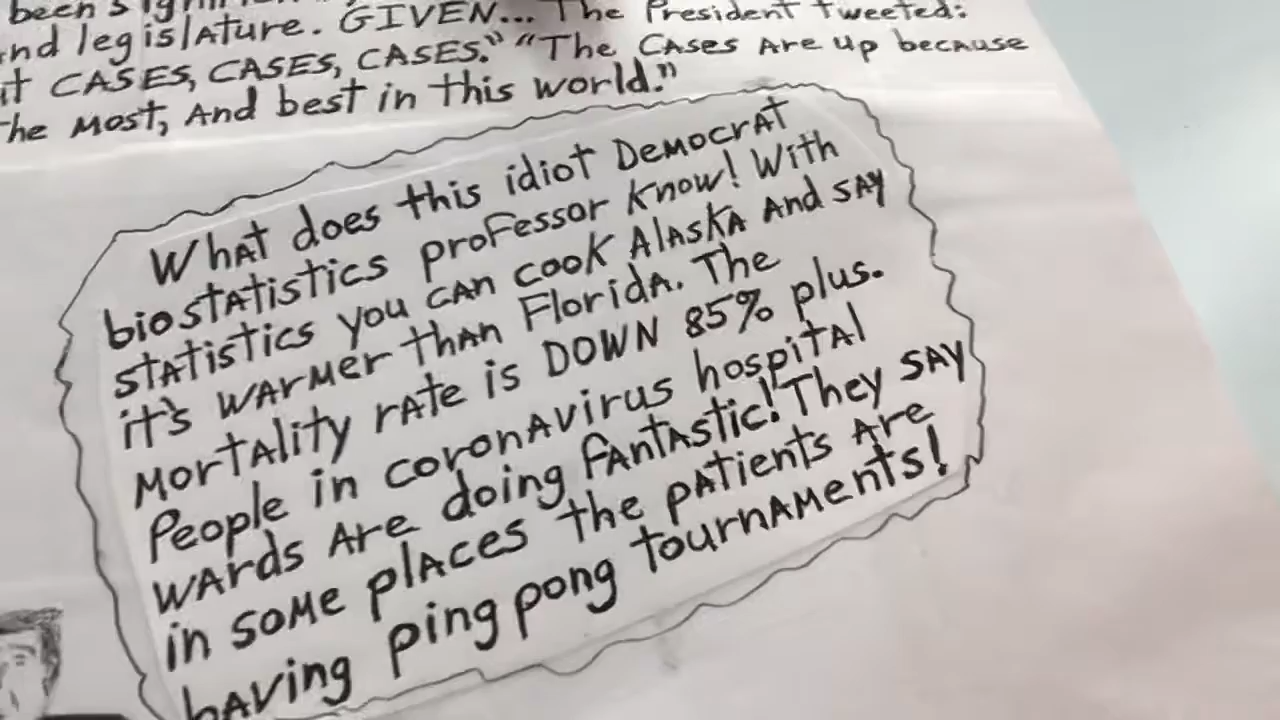 been
and legislature. GIVEN... The President tweeted:
it CASES, CASES, CASES." "The Cases are up because
the most, and best in this world."
What does this idiot Democrat
biostatistics professor know! With
statistics you can cook Alaska and say
it's warmer than Florida. The
mortality rate is DOWN 85% plus.
People in coronavirus hospital
wards are doing fantastic! They say
in some places the patients are
having ping pong tournaments!